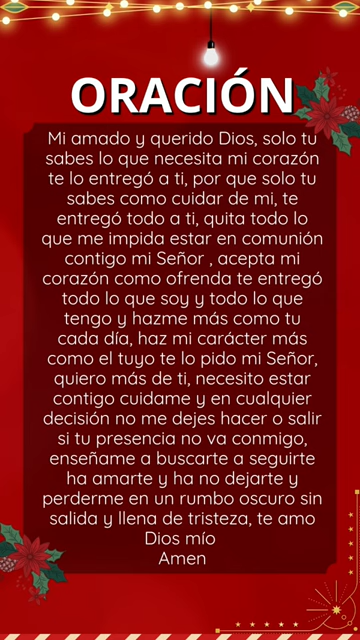 ORACIÓN
Mi amado y querido Dios, solo tu
sabes lo que necesita mi corazón
te lo entregó a ti, por que solo tu
sabes como cuidar de mi, te
entregó todo a ti, quita todo lo
que me impida estar en comunión
contigo mi Señor , acepta mi
corazón como ofrenda te entregó
todo lo que soy y todo lo que
tengo y hazme más como tu
cada día, haz mi carácter más
como el tuyo te lo pido mi Señor,
quiero más de ti, necesito estar
contigo cuidame y en cualquier
decisión no me dejes hacer o salir
si tu presencia no va conmigo,
enseñame a buscarte a seguirte
ha amarte y ha no dejarte y
perderme en un rumbo oscuro sin
salida y llena de tristeza, te amo
Dios mío
Amen